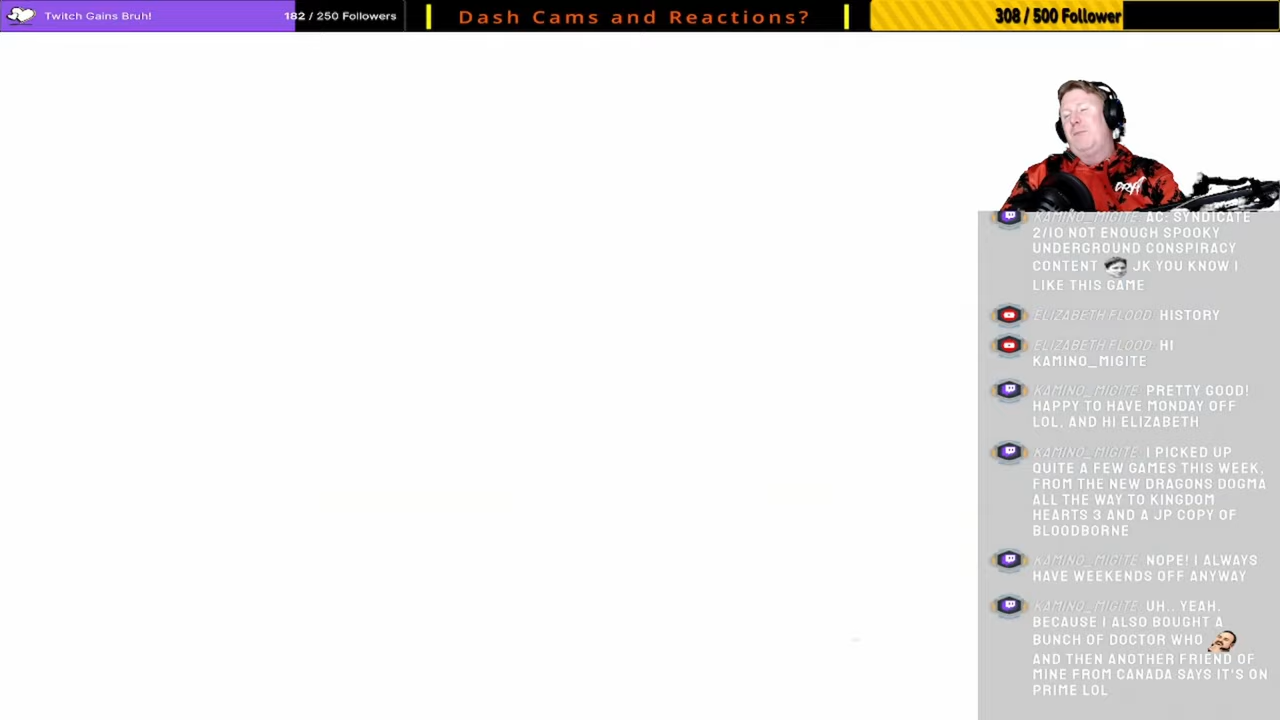 Twitch Gains Bruh!
182 / 250 Followers
Dash Cams and Reactions?
308 / 500 Follower
KAMINO_MIGITE: AC: SYNDICATE
2/10 NOT ENOUGH SPOOKY
UNDERGROUND CONSPIRACY
CONTENT JK YOU KNOW I
LIKE THIS GAME
ELIZABETH FLOOD: HISTORY
ELIZABETH FLOOD: HI
KAMINO_MIGITE
KAMINO_MIGITE: PRETTY GOOD!
HAPPY TO HAVE MONDAY OFF
LOL, AND HI ELIZABETH
KAMINO_MIGITE: I PICKED UP
QUITE A FEW GAMES THIS WEEK,
FROM THE NEW DRAGONS DOGMA
ALL THE WAY TO KINGDOM
HEARTS 3 AND A JP COPY OF
BLOODBORNE
KAMINO_MIGITE: NOPE! I ALWAYS
HAVE WEEKENDS OFF ANYWAY
KAMINO_MIGITE: UH.. YEAH,
BECAUSE I ALSO BOUGHT A
BUNCH OF DOCTOR WHO
AND THEN ANOTHER FRIEND OF
MINE FROM CANADA SAYS IT'S ON
PRIME LOL